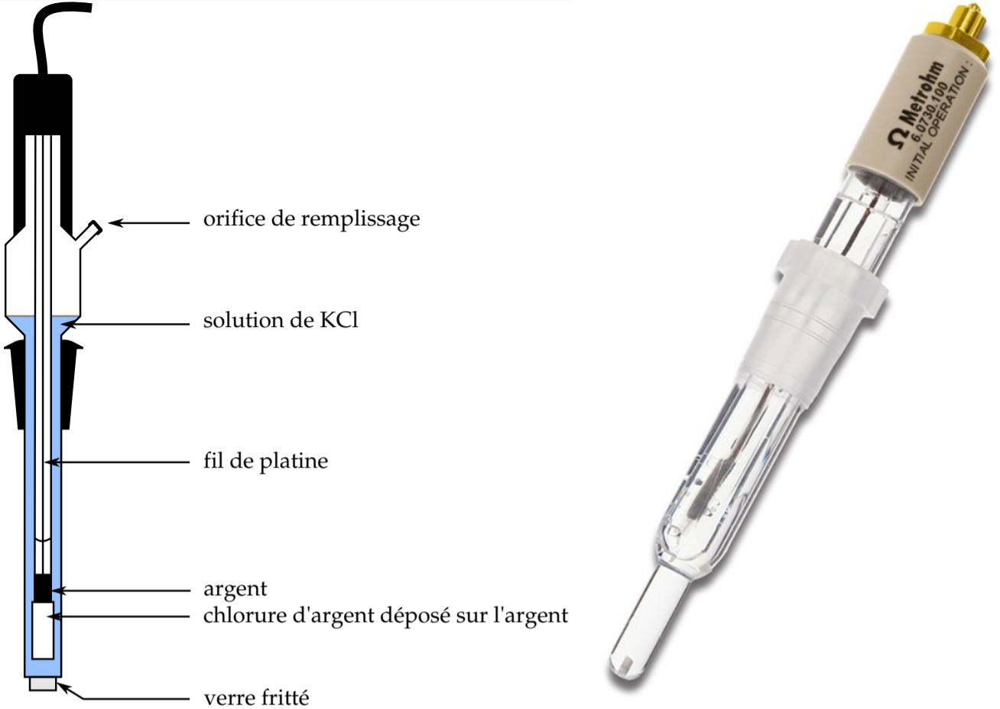 orifice de remplissage
solution de KCl
fil de platine
argent
chlorure d'argent déposé sur l'argent
verre fritté
Ω Metrohm
6.0730.100
INITIAL OPERATION :